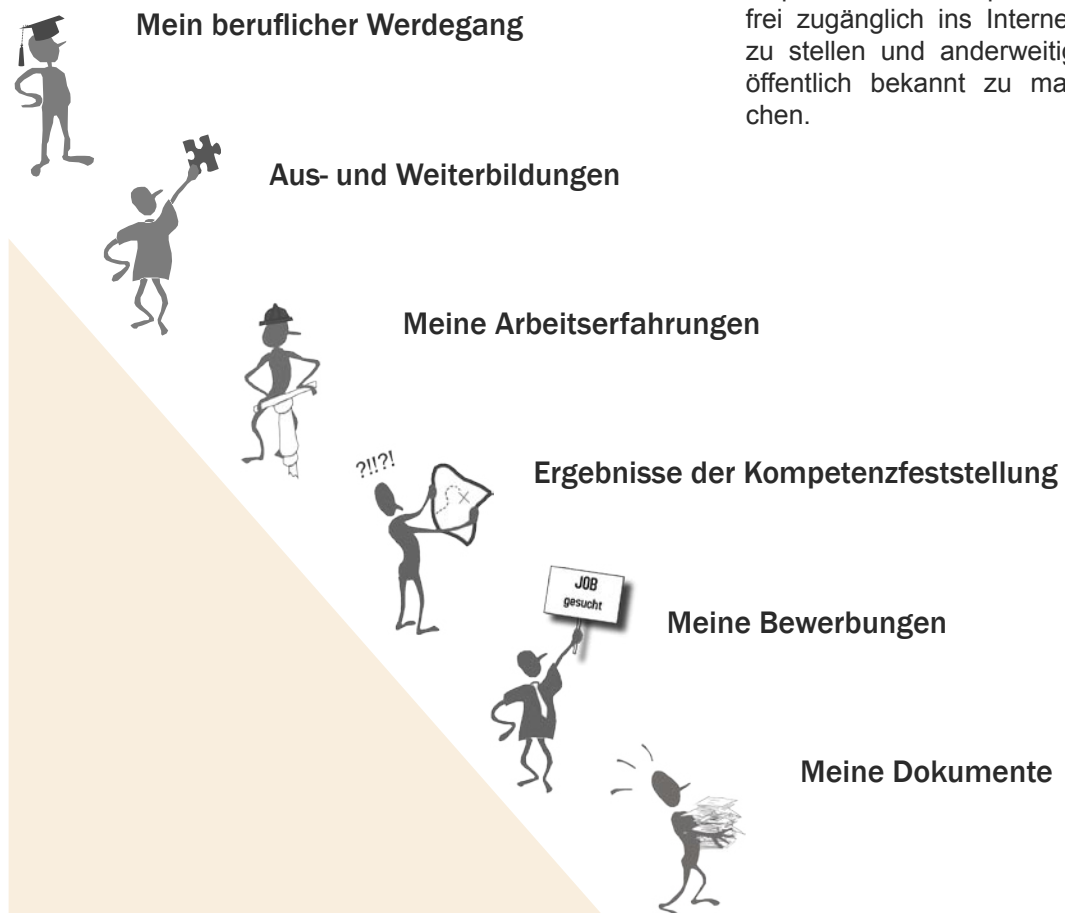 Mein beruflicher Werdegang
frei zugänglich ins Interne
zu stellen und anderweitig
öffentlich bekannt zu ma
chen.
Aus- und Weiterbildungen
Meine Arbeitserfahrungen
?!!?!
Ergebnisse der Kompetenzfeststellung
JOB
gesucht
Meine Bewerbungen
Meine Dokumente